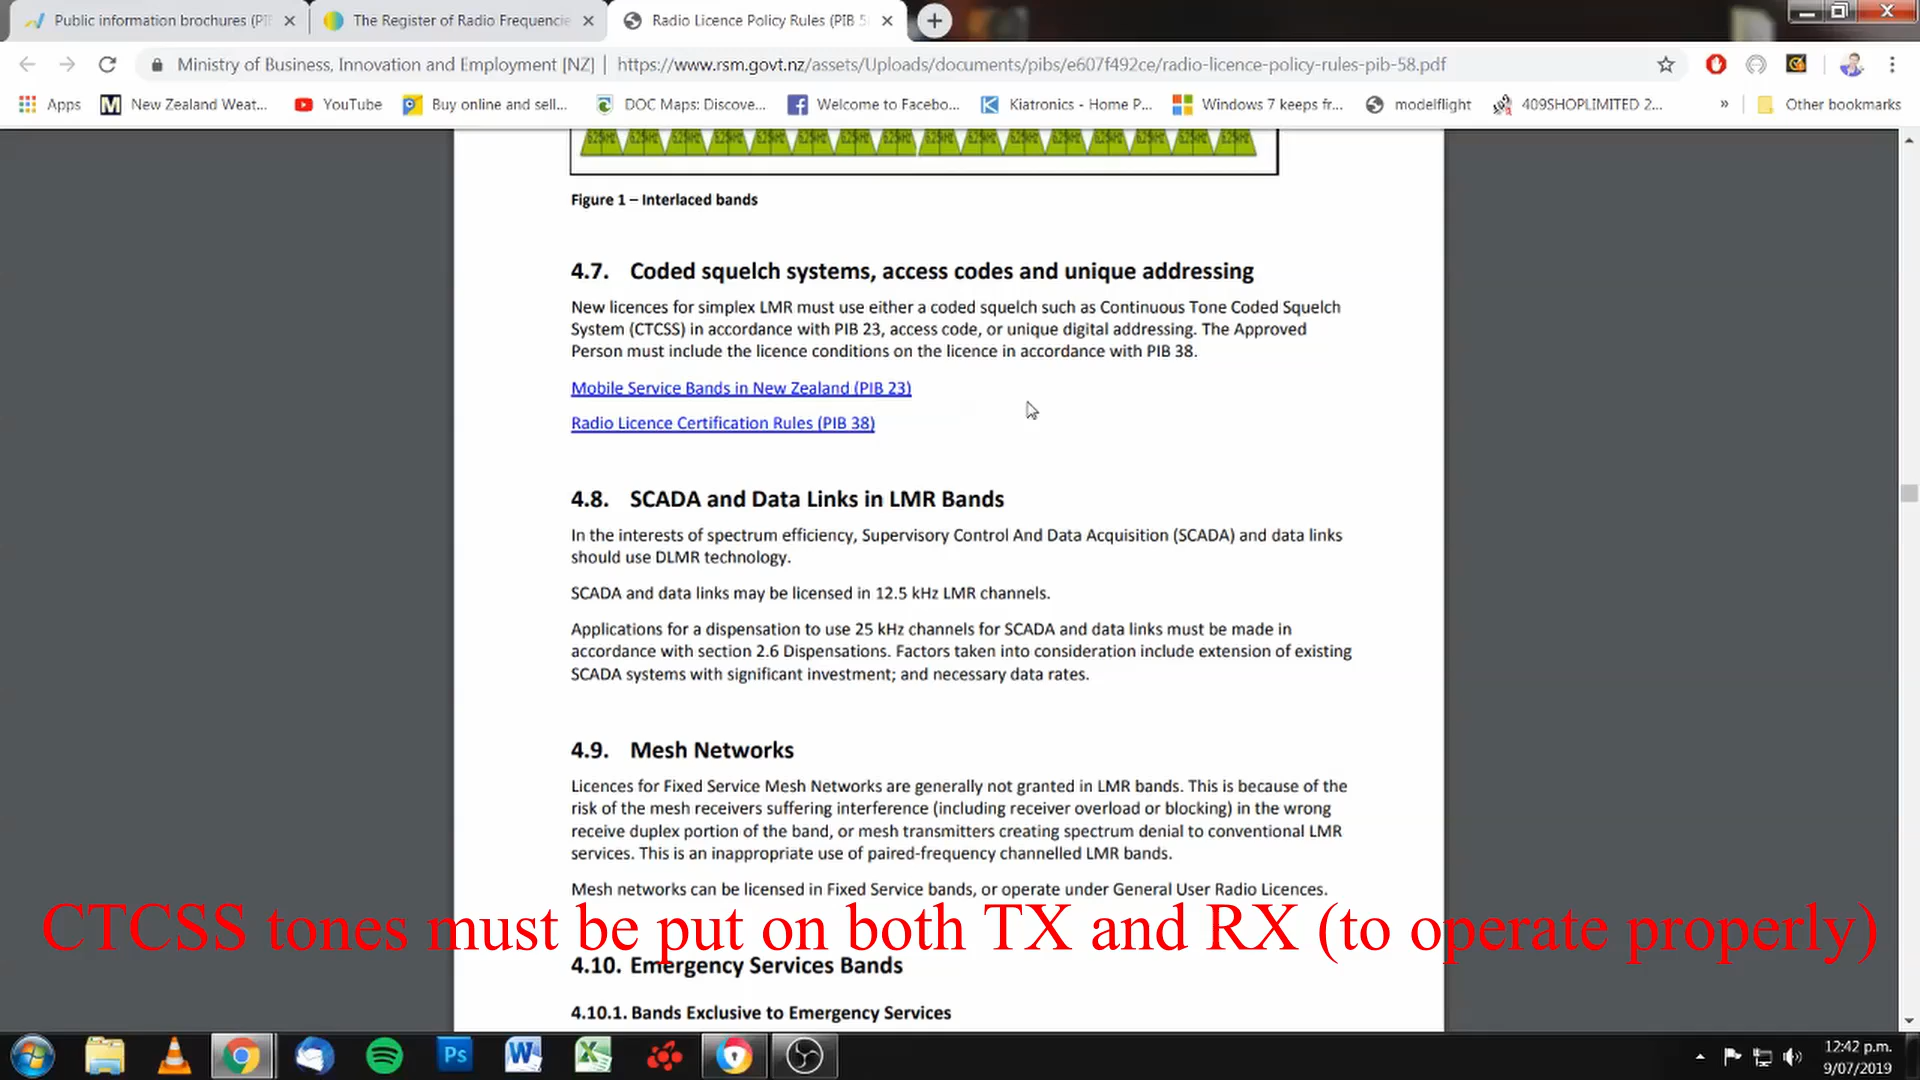 Public information brochures (PI
The Register of Radio Frequencie
Radio Licence Policy Rules (PIB 5
Ministry of Business, Innovation and Employment [NZ] | https://www.rsm.govt.nz/assets/Uploads/documents/pibs/e607f492ce/radio-licence-policy-rules-pib-58.pdf
Apps
New Zealand Weat...
YouTube
Buy online and sell...
DOC Maps: Discove...
Welcome to Facebo...
Kiatronics - Home P...
Windows 7 keeps fr...
modelflight
409SHOPLIMITED 2...
»
Other bookmarks
Figure 1 – Interlaced bands
4.7. Coded squelch systems, access codes and unique addressing
New licences for simplex LMR must use either a coded squelch such as Continuous Tone Coded Squelch
System (CTCSS) in accordance with PIB 23, access code, or unique digital addressing. The Approved
Person must include the licence conditions on the licence in accordance with PIB 38.
Mobile Service Bands in New Zealand (PIB 23)
Radio Licence Certification Rules (PIB 38)
4.8. SCADA and Data Links in LMR Bands
In the interests of spectrum efficiency, Supervisory Control And Data Acquisition (SCADA) and data links
should use DLMR technology.
SCADA and data links may be licensed in 12.5 kHz LMR channels.
Applications for a dispensation to use 25 kHz channels for SCADA and data links must be made in
accordance with section 2.6 Dispensations. Factors taken into consideration include extension of existing
SCADA systems with significant investment; and necessary data rates.
4.9. Mesh Networks
Licences for Fixed Service Mesh Networks are generally not granted in LMR bands. This is because of the
risk of the mesh receivers suffering interference (including receiver overload or blocking) in the wrong
receive duplex portion of the band, or mesh transmitters creating spectrum denial to conventional LMR
services. This is an inappropriate use of paired-frequency channelled LMR bands.
Mesh networks can be licensed in Fixed Service bands, or operate under General User Radio Licences.
CTCSS tones must be put on both TX and RX (to operate properly)
4.10. Emergency Services Bands
4.10.1. Bands Exclusive to Emergency Services
Ps
12:42 p.m.
9/07/2019